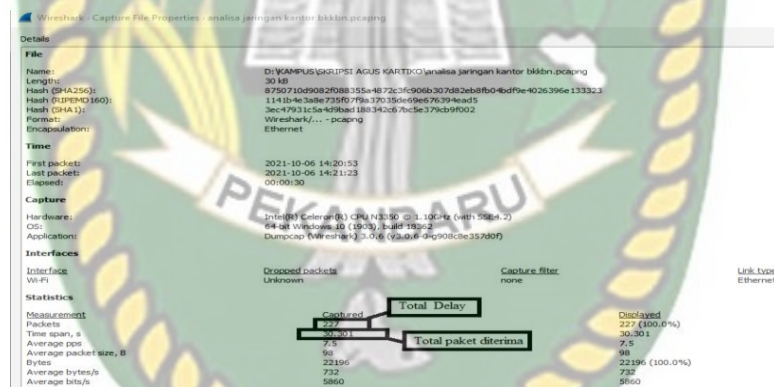 Wireshark - Capture File Properties - analisa jaringan kantor bkkbn.pcapng
Details
File
Name: D:\KAMPUS\SKRIPSI AGUS KARTIKO\analisa jaringan kantor bkkbn.pcapng
Length: 30 kB
Hash (SHA256): 8750710d9082f088355a4872c3fc906b307d82eb8fb04bdf9e4026396e133323
Hash (RIPEMD160): 1141b4e3a8e735f07f9a37035de69e676394ead5
Hash (SHA1): 3ec47931c5a4d9bad188342c67bc5e379cb9f002
Format: Wireshark/... - pcapng
Encapsulation: Ethernet
Time
First packet: 2021-10-06 14:20:53
Last packet: 2021-10-06 14:21:23
Elapsed: 00:00:30
Capture
PEKANBARU
Hardware: Intel(R) Celeron(R) CPU N3350 @ 1.10GHz (with SSE4.2)
OS: 64-bit Windows 10 (1903), build 18362
Application: Dumpcap (Wireshark) 3.0.6 (v3.0.6-0-g908c8e357d0f)
Interfaces
Interface Dropped packets Capture filter Link type
Wi-Fi Unknown none Ethernet
Statistics
Total Delay
Measurement Captured Displayed
Packets 227 227 (100.0%)
Time span, s 30.301 30.301
Total paket diterima
Average pps 7.5 7.5
Average packet size, B 98 98
Bytes 22196 22196 (100.0%)
Average bytes/s 732 732
Average bits/s 5860 5860